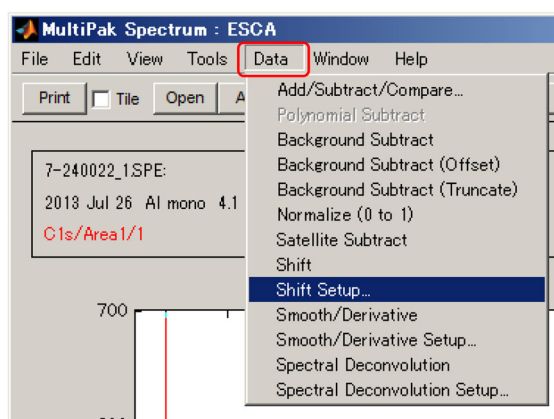 MultiPak Spectrum : ESCA
File Edit View Tools Data Window Help
Print Tile Open A
Add/Subtract/Compare...
Polynomial Subtract
Background Subtract
Background Subtract (Offset)
Background Subtract (Truncate)
Normalize (0 to 1)
Satellite Subtract
Shift
Shift Setup...
Smooth/Derivative
Smooth/Derivative Setup...
Spectral Deconvolution
Spectral Deconvolution Setup...
7-240022_1.SPE:
2013 Jul 26 Al mono 4.1
C1s/Area1/1
700